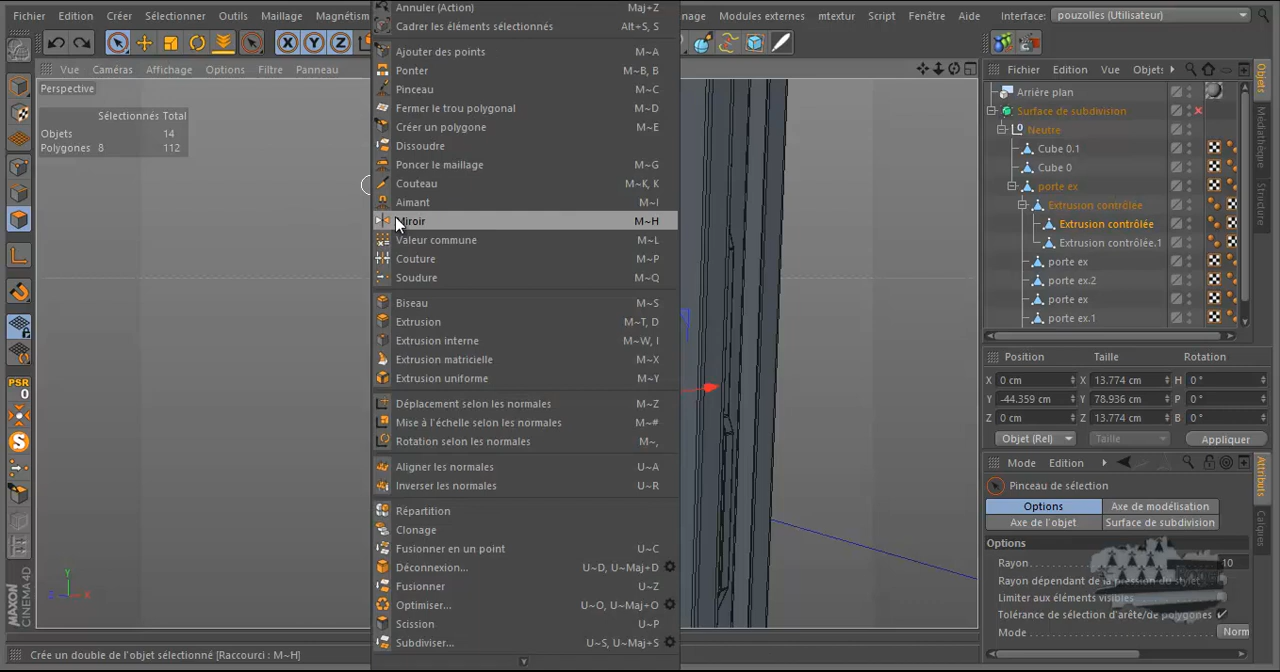 Fichier Edition Créer Sélectionner Outils Maillage Magnétism nage Modules externes mtextur Script Fenêtre Aide Interface: pouzolles (Utilisateur)
Vue Caméras Affichage Options Filtre Panneau
Perspective
Sélectionnés Total
Objets 14
Polygones 8 112
Annuler (Action) Maj+Z
Cadrer les éléments sélectionnés Alt+S, S
Ajouter des points M~A
Ponter M~B, B
Pinceau M~C
Fermer le trou polygonal M~D
Créer un polygone M~E
Dissoudre
Poncer le maillage M~G
Couteau M~K, K
Aimant M~I
Miroir M~H
Valeur commune M~L
Couture M~P
Soudure M~Q
Biseau M~S
Extrusion M~T, D
Extrusion interne M~W, I
Extrusion matricielle M~X
Extrusion uniforme M~Y
Déplacement selon les normales M~Z
Mise à l'échelle selon les normales M~#
Rotation selon les normales M~,
Aligner les normales U~A
Inverser les normales U~R
Répartition
Clonage
Fusionner en un point U~C
Déconnexion... U~D, U~Maj+D
Fusionner U~Z
Optimiser... U~O, U~Maj+O
Scission U~P
Subdiviser... U~S, U~Maj+S
Fichier Edition Vue Objets
Arrière plan
Surface de subdivision
Neutre
Cube 0.1
Cube 0
porte ex
Extrusion contrôlée
Extrusion contrôlée
Extrusion contrôlée.1
porte ex
porte ex.2
porte ex
porte ex.1
Objets
Médiathèque
Structure
Position Taille Rotation
X 0 cm X 13.774 cm H 0 °
Y -44.359 cm Y 78.936 cm P 0 °
Z 0 cm Z 13.774 cm B 0 °
Objet (Rel) Taille Appliquer
Mode Edition
Pinceau de sélection
Options Axe de modélisation
Axe de l'objet Surface de subdivision
Options
Rayon 10
Rayon dépendant de la pression du stylet
Limiter aux éléments visibles
Tolérance de sélection d'arête/de polygones
Mode Norm
Attributs
Calques
PSR
0
X Y Z
S
Y
Z X
MAXON
CINEMA 4D
Crée un double de l'objet sélectionné [Raccourci : M~H]